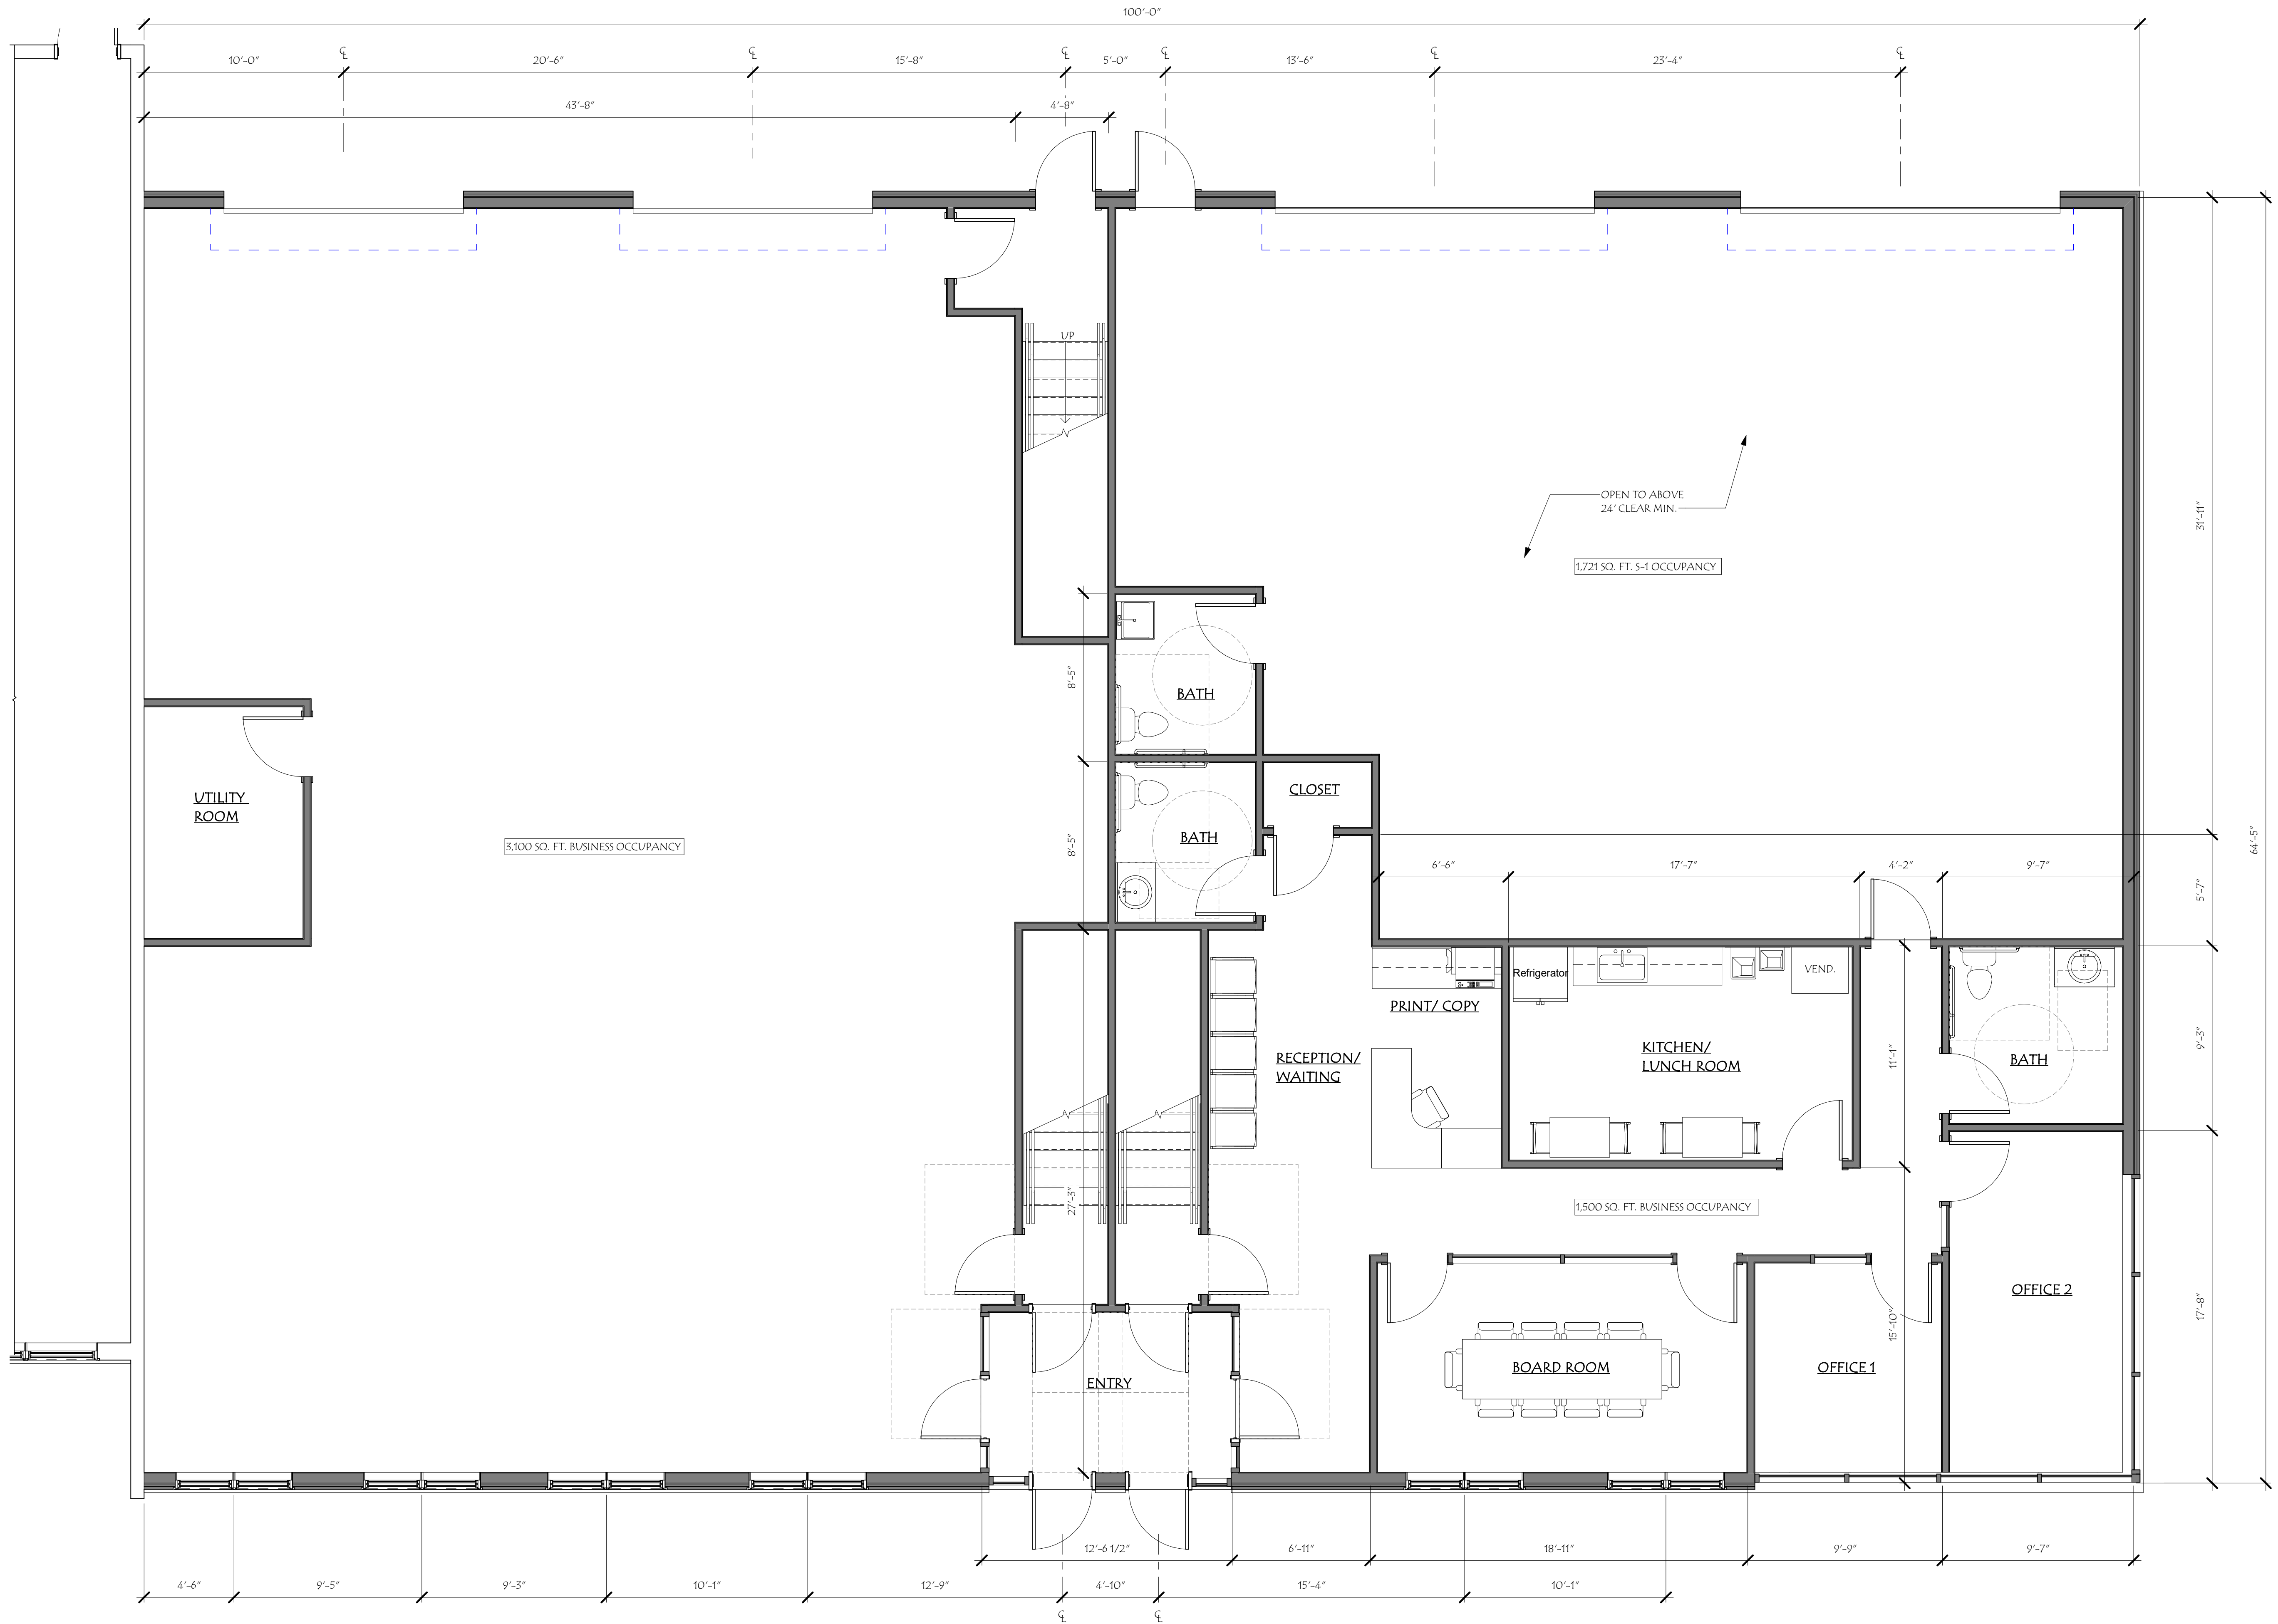 100'-0"
℄ ℄ ℄ ℄ ℄ ℄
10'-0" 20'-6" 15'-8" 5'-0" 13'-6" 23'-4"
43'-8" 4'-8"
UP
OPEN TO ABOVE
24' CLEAR MIN.
31'-11"
1,721 SQ. FT. S-1 OCCUPANCY
8'-5"
BATH
CLOSET
UTILITY
ROOM
BATH
3,100 SQ. FT. BUSINESS OCCUPANCY
8'-5"
64'-5"
6'-6" 17'-7" 4'-2" 9'-7"
5'-7"
Refrigerator
VEND.
PRINT/ COPY
RECEPTION/
WAITING
KITCHEN/
LUNCH ROOM
11'-1"
BATH
9'-3"
27'-3"
1,500 SQ. FT. BUSINESS OCCUPANCY
OFFICE 2
17'-8"
15'-10"
ENTRY
BOARD ROOM
OFFICE 1
12'-6 1/2" 6'-11" 18'-11" 9'-9" 9'-7"
4'-6" 9'-5" 9'-3" 10'-1" 12'-9" 4'-10" 15'-4" 10'-1"
℄ ℄